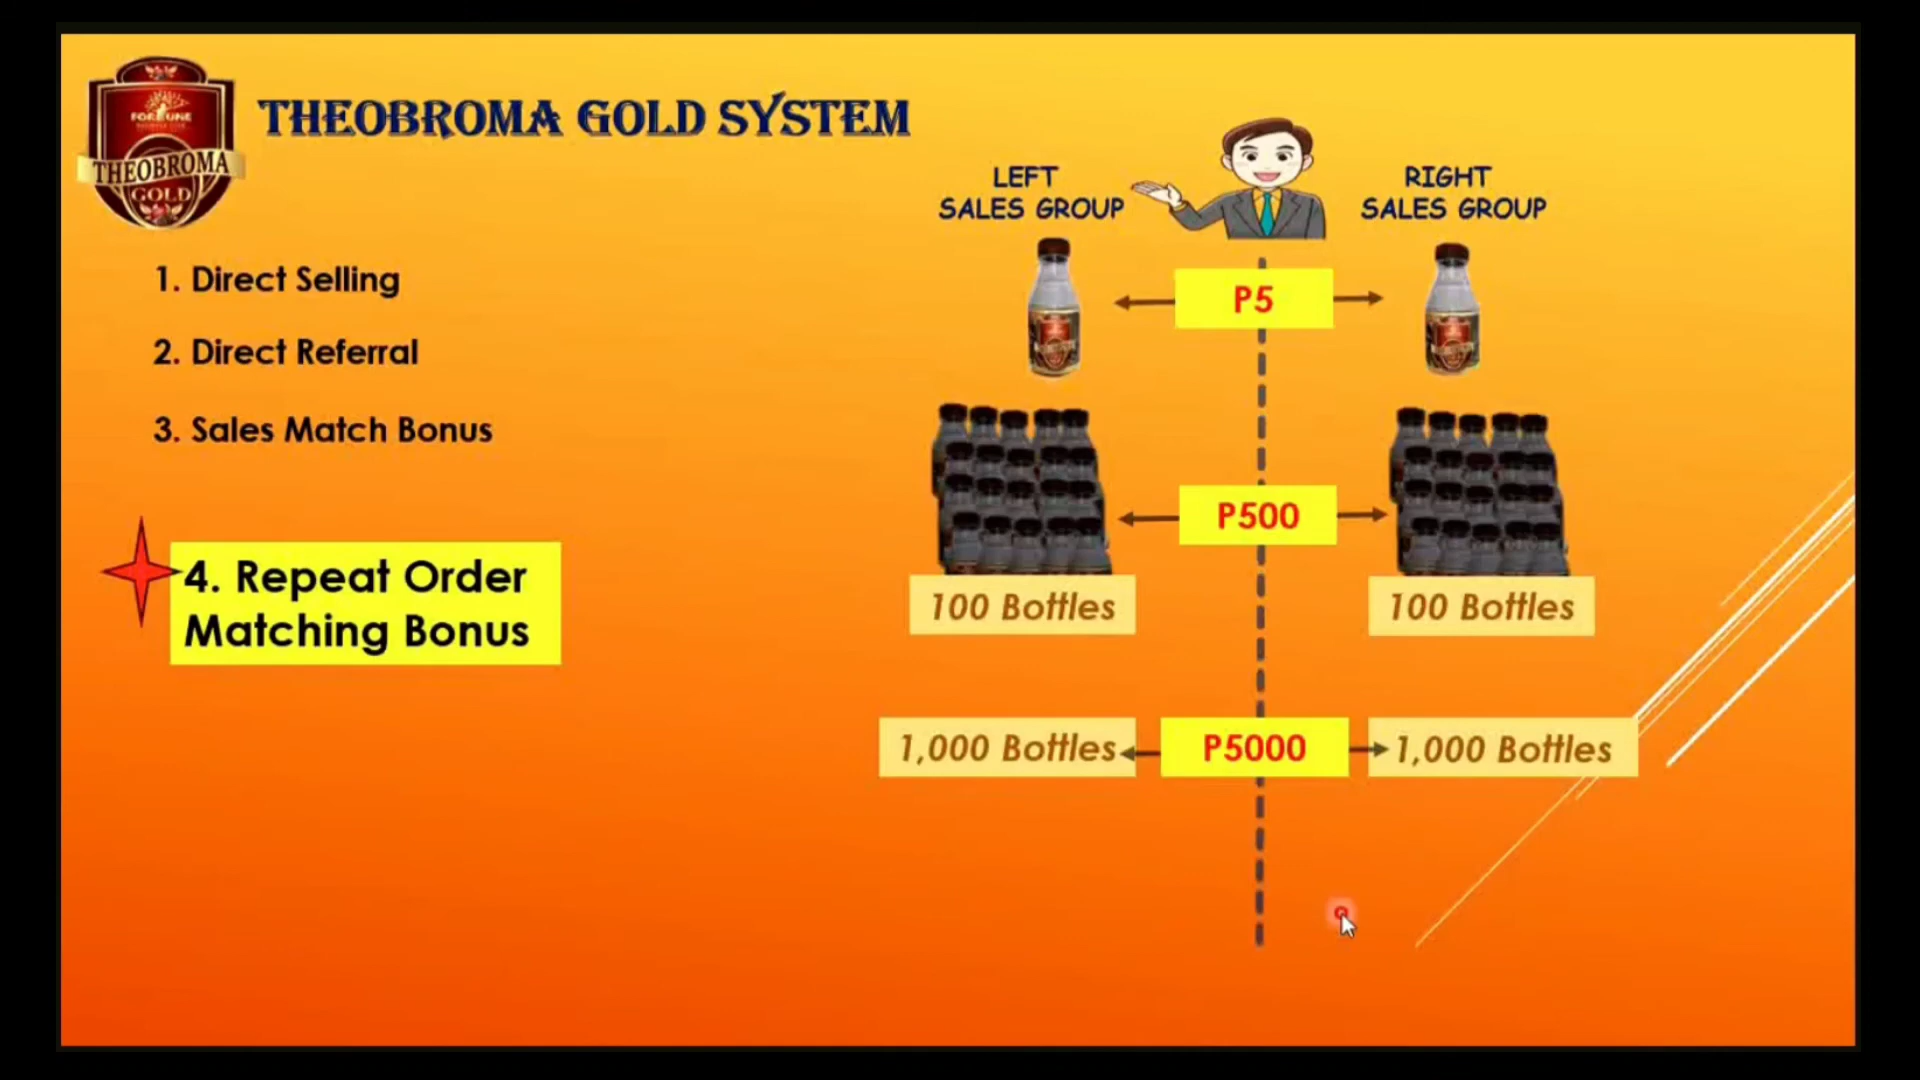 FORTUNE
THEOBROMA
GOLD
THEOBROMA GOLD SYSTEM
1. Direct Selling
2. Direct Referral
3. Sales Match Bonus
4. Repeat Order
Matching Bonus
LEFT
SALES GROUP
RIGHT
SALES GROUP
P5
P500
100 Bottles
100 Bottles
1,000 Bottles
P5000
1,000 Bottles